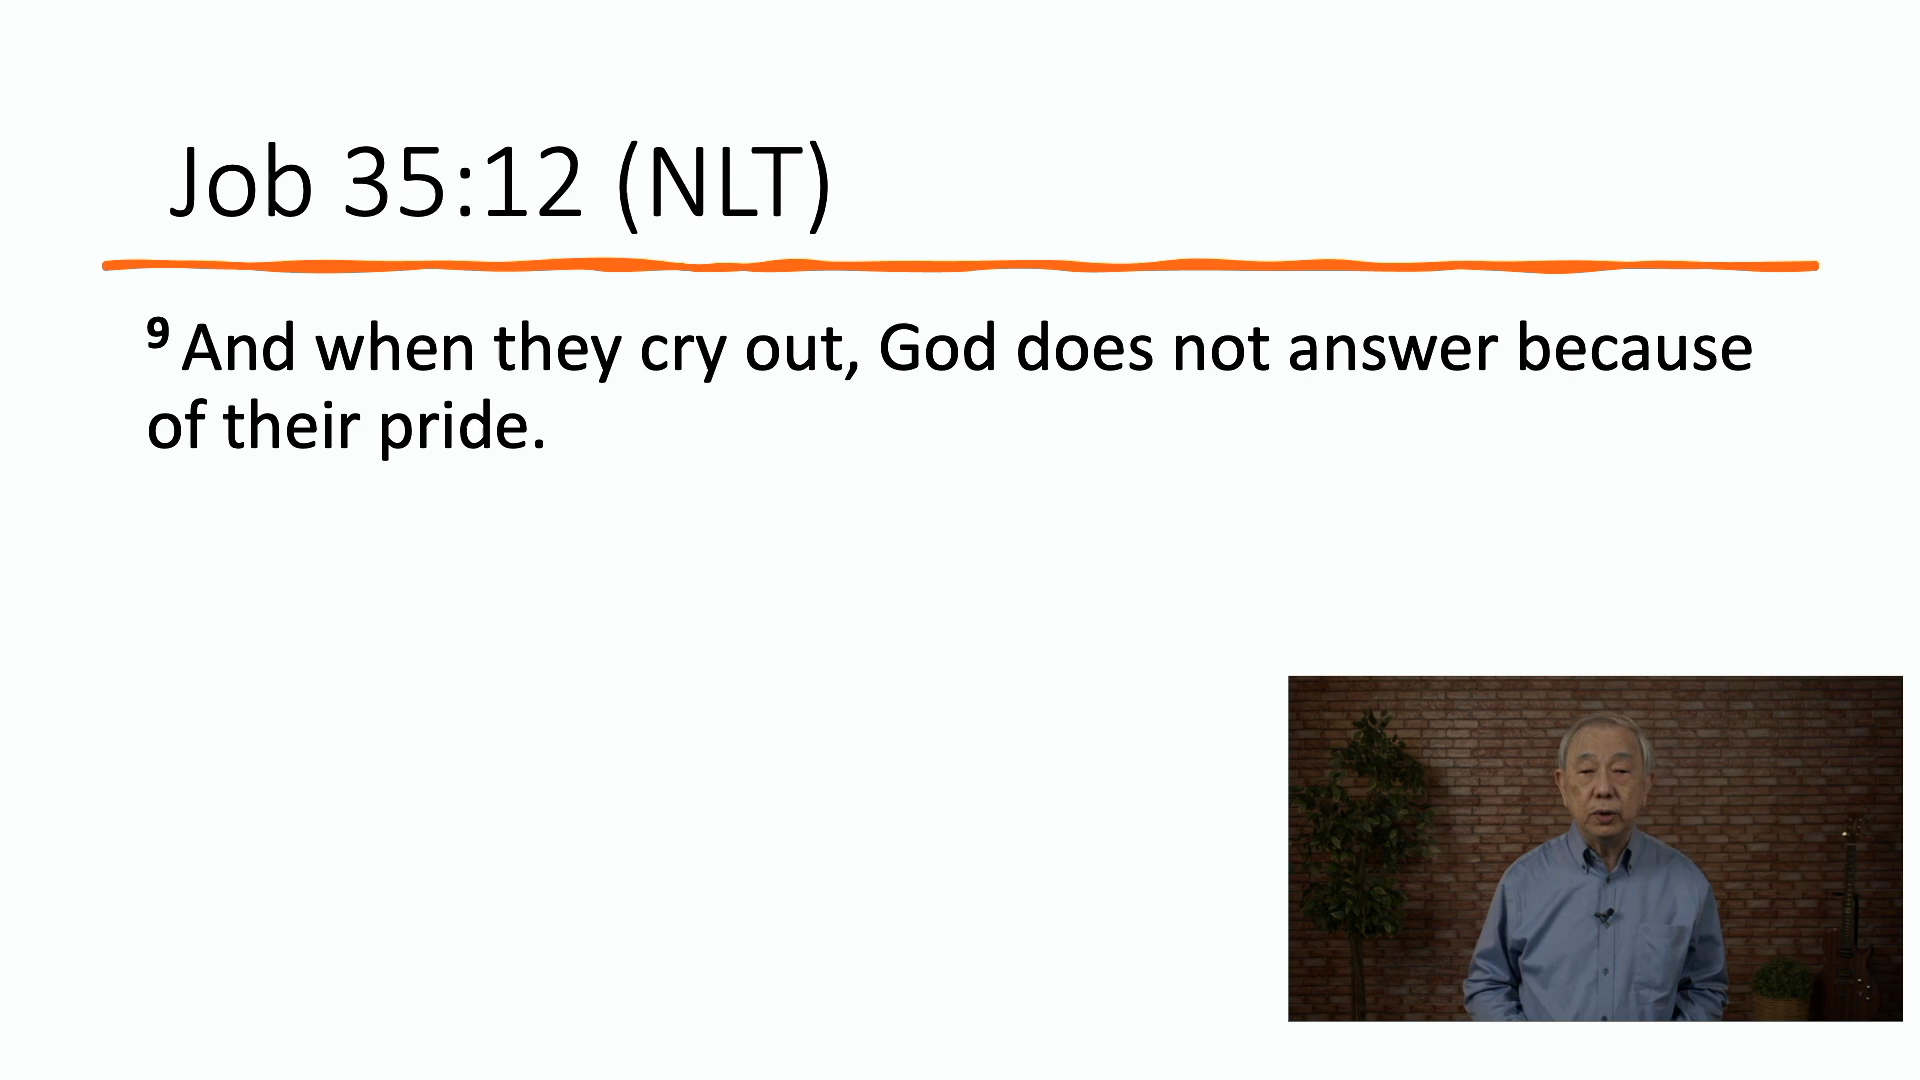 Job 35:12 (NLT)
9 And when they cry out, God does not answer because
of their pride.